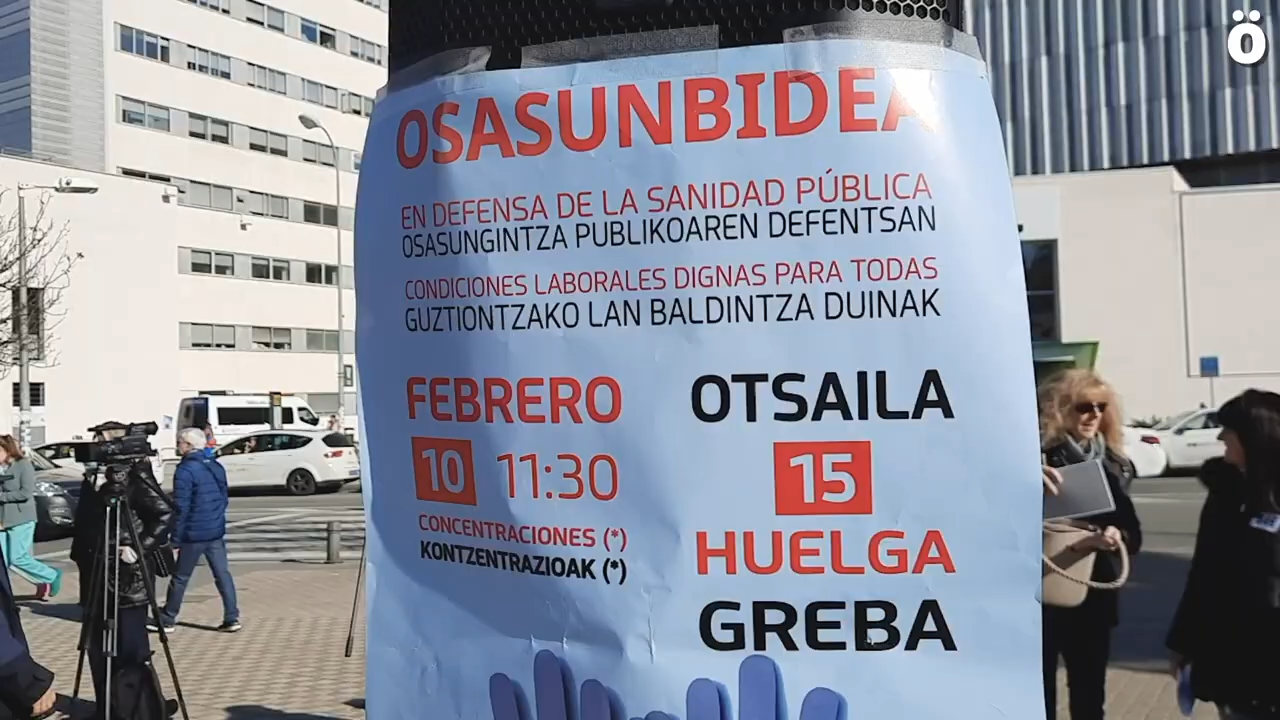 ö
OSASUNBIDEA
EN DEFENSA DE LA SANIDAD PÚBLICA
OSASUNGINTZA PUBLIKOAREN DEFENTSAN
CONDICIONES LABORALES DIGNAS PARA TODAS
GUZTIONTZAKO LAN BALDINTZA DUINAK
FEBRERO
10 11:30
CONCENTRACIONES (*)
KONTZENTRAZIOAK (*)
OTSAILA
15
HUELGA
GREBA